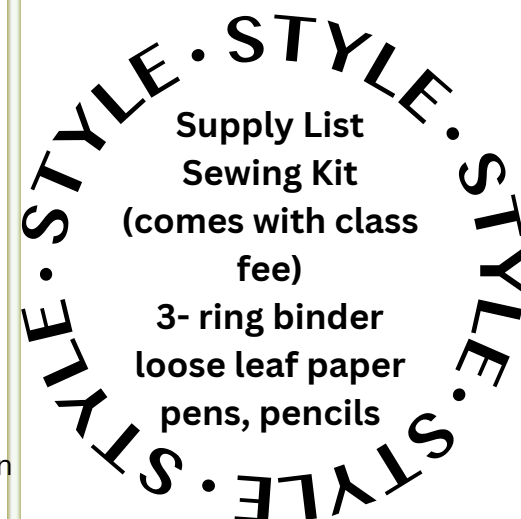 STYLE • STYLE • STYLE • STYLE • STYLE •
Supply List
Sewing Kit
(comes with class
fee)
3- ring binder
loose leaf paper
pens, pencils
n